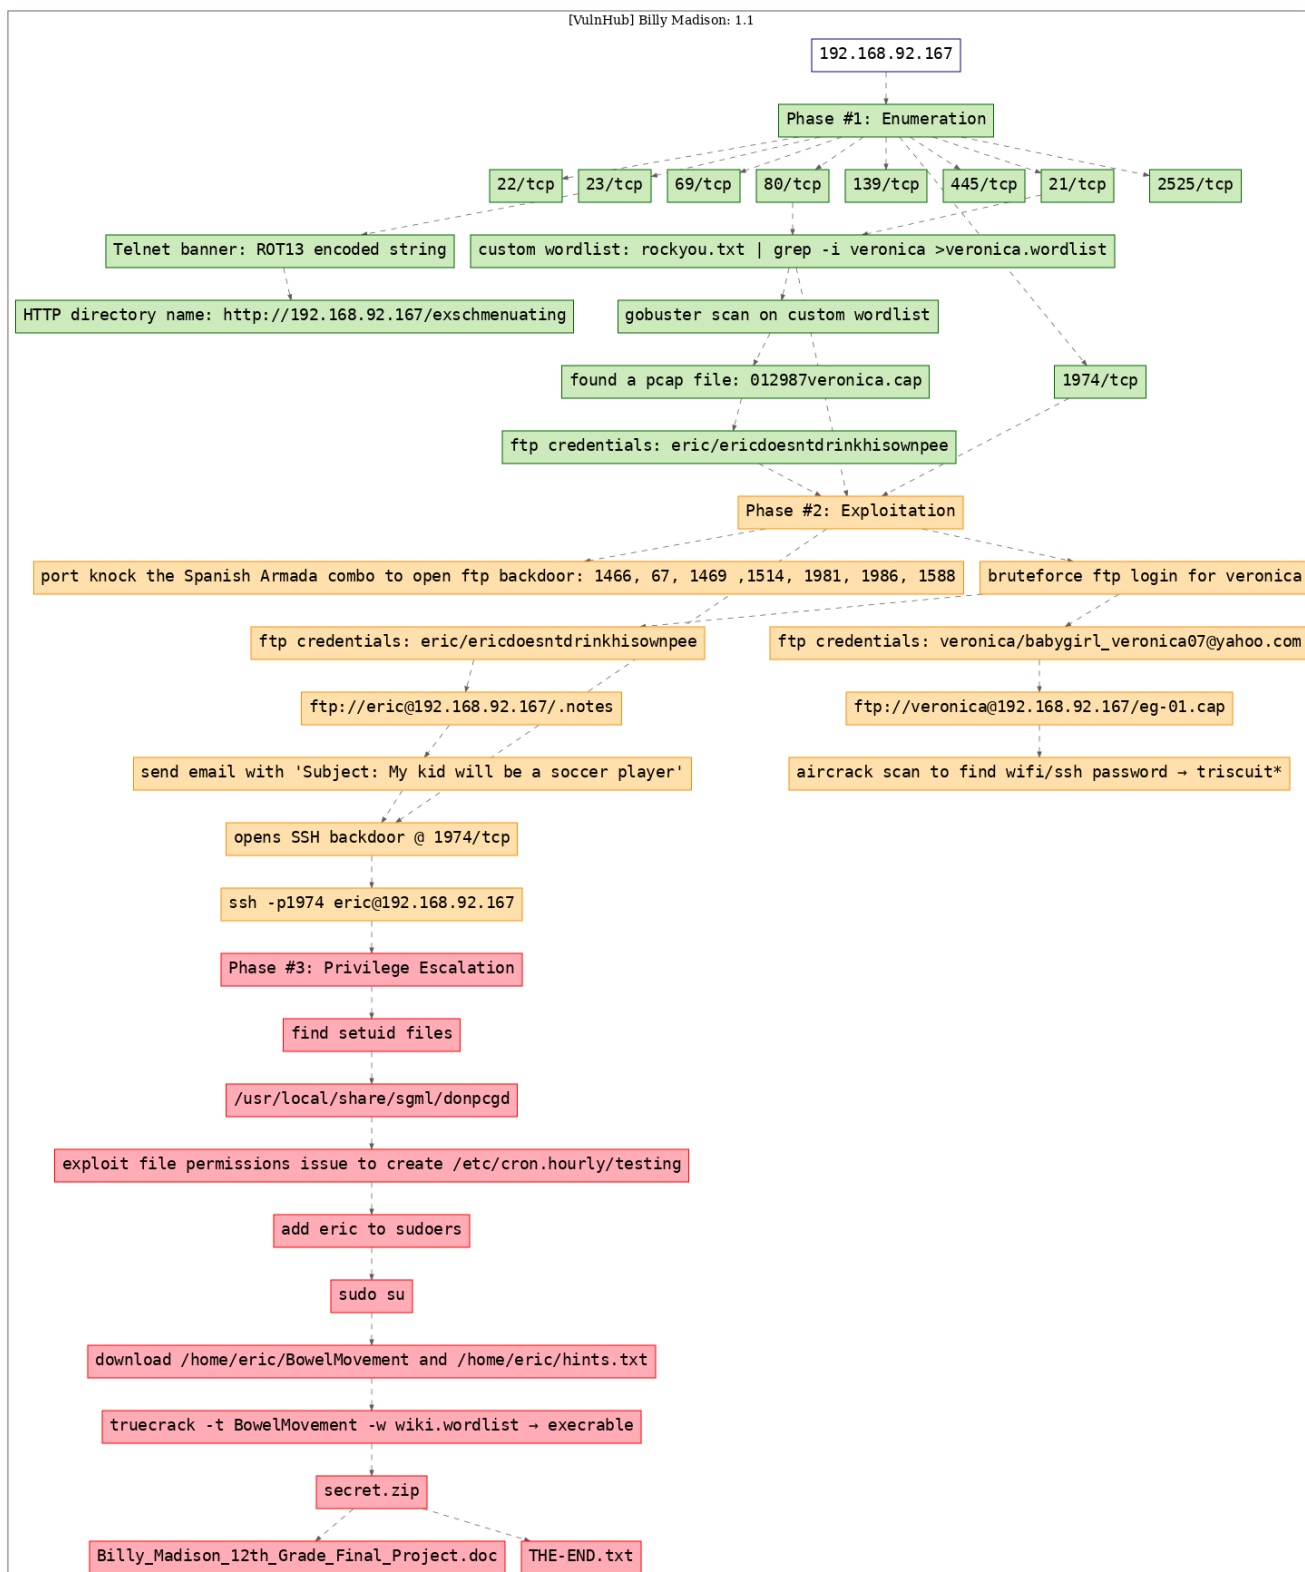 [VulnHub] Billy Madison: 1.1
192.168.92.167
Phase #1: Enumeration
22/tcp
23/tcp
69/tcp
80/tcp
139/tcp
445/tcp
21/tcp
2525/tcp
Telnet banner: ROT13 encoded string
custom wordlist: rockyou.txt | grep -i veronica >veronica.wordlist
HTTP directory name: http://192.168.92.167/exschmenuating
gobuster scan on custom wordlist
found a pcap file: 012987veronica.cap
1974/tcp
ftp credentials: eric/ericdoesntdrinkhisownpee
Phase #2: Exploitation
port knock the Spanish Armada combo to open ftp backdoor: 1466, 67, 1469 ,1514, 1981, 1986, 1588
bruteforce ftp login for veronica
ftp credentials: eric/ericdoesntdrinkhisownpee
ftp credentials: veronica/babygirl_veronica07@yahoo.com
ftp://eric@192.168.92.167/.notes
ftp://veronica@192.168.92.167/eg-01.cap
send email with 'Subject: My kid will be a soccer player'
aircrack scan to find wifi/ssh password → triscuit*
opens SSH backdoor @ 1974/tcp
ssh -p1974 eric@192.168.92.167
Phase #3: Privilege Escalation
find setuid files
/usr/local/share/sgml/donpcgd
exploit file permissions issue to create /etc/cron.hourly/testing
add eric to sudoers
sudo su
download /home/eric/BowelMovement and /home/eric/hints.txt
truecrack -t BowelMovement -w wiki.wordlist → execrable
secret.zip
Billy_Madison_12th_Grade_Final_Project.doc
THE-END.txt